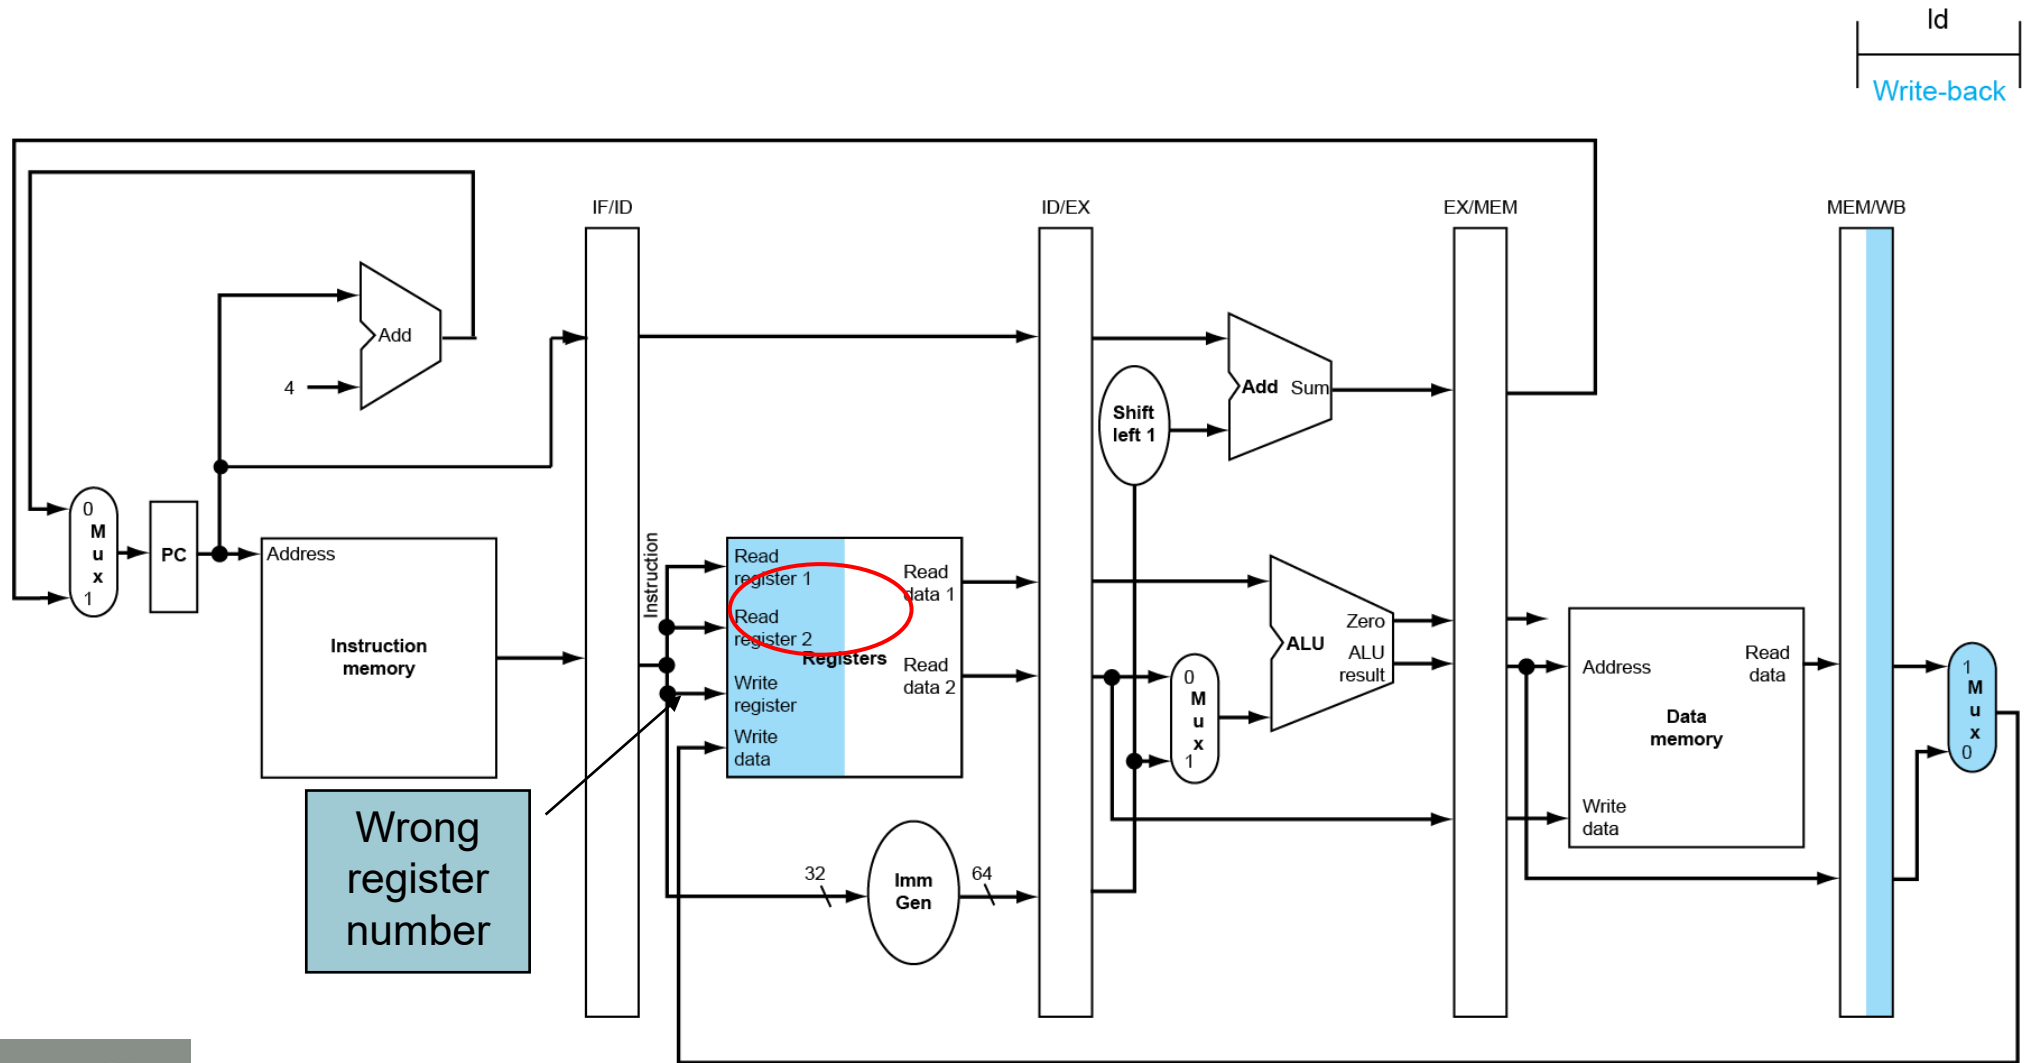 ld
Write-back
IF/ID
ID/EX
EX/MEM
MEM/WB
Add
4
Add Sum
Shift
left 1
0
M
u
x
1
PC
Address
Instruction
memory
Instruction
Read
register 1
Read
register 2
Write
register
Write
data
Registers
Read
data 1
Read
data 2
0
M
u
x
1
Zero
ALU
ALU
result
Address
Read
data
Data
memory
Write
data
1
M
u
x
0
Wrong
register
number
32
Imm
Gen
64